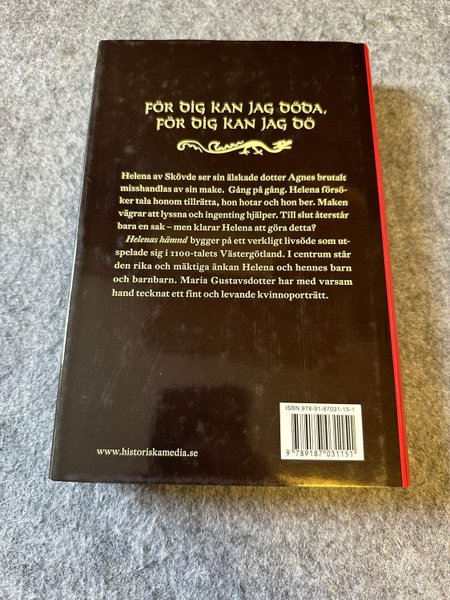 FÖR DIG KAN JAG DÖDA,
FÖR DIG KAN JAG DÖ
Helena av Skövde ser sin älskade dotter Agnes brutalt
misshandlas av sin make. Gång på gång. Helena försö-
ker tala honom tillrätta, hon hotar och hon ber. Maken
vägrar att lyssna och ingenting hjälper. Till slut återstår
bara en sak – men klarar Helena att göra detta?
Helenas hämnd bygger på ett verkligt livsöde som ut-
spelade sig i 1100-talets Västergötland. I centrum står
den rika och mäktiga änkan Helena och hennes barn
och barnbarn. Maria Gustavsdotter har med varsam
hand tecknat ett fint och levande kvinnoporträtt.
ISBN 978-91-87031-15-1
9 789187 031151
www.historiskamedia.se